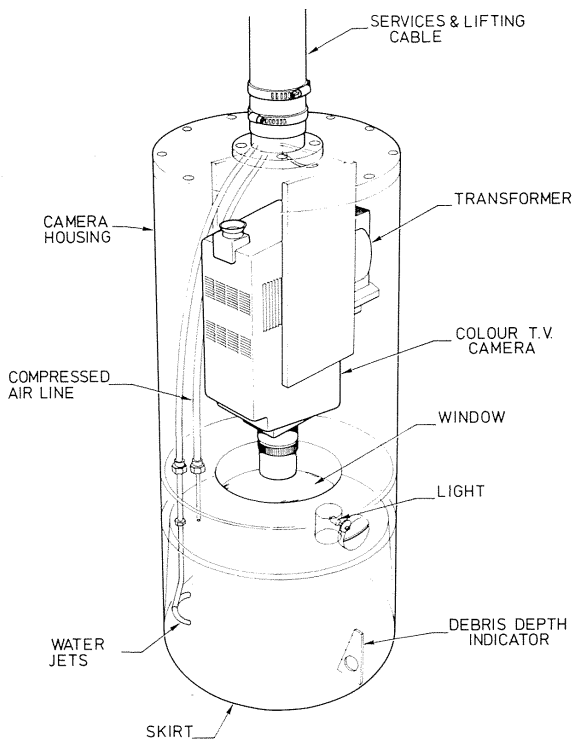 SERVICES & LIFTING
CABLE
TRANSFORMER
CAMERA
HOUSING
COLOUR T.V.
CAMERA
COMPRESSED
AIR LINE
WINDOW
LIGHT
DEBRIS DEPTH
INDICATOR
WATER
JETS
SKIRT